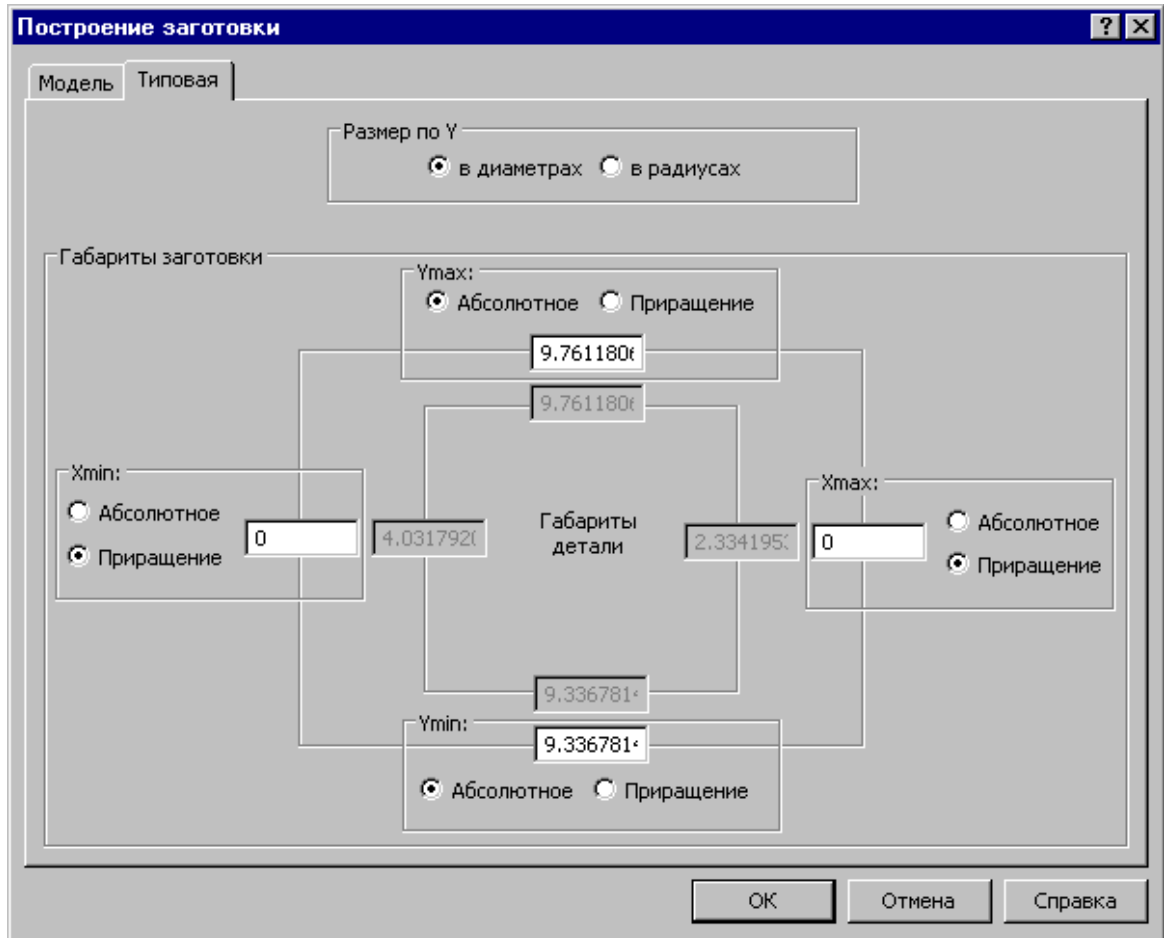 Построение заготовки
Модель Типовая
Размер по Y
в диаметрах в радиусах
Габариты заготовки
Ymax:
Абсолютное Приращение
9.761180
9.761180
Xmin:
Абсолютное
Приращение
0
4.031792
Габариты
детали
2.334195
Xmax:
0
Абсолютное
Приращение
9.336781
Ymin:
9.336781
Абсолютное Приращение
OK Отмена Справка